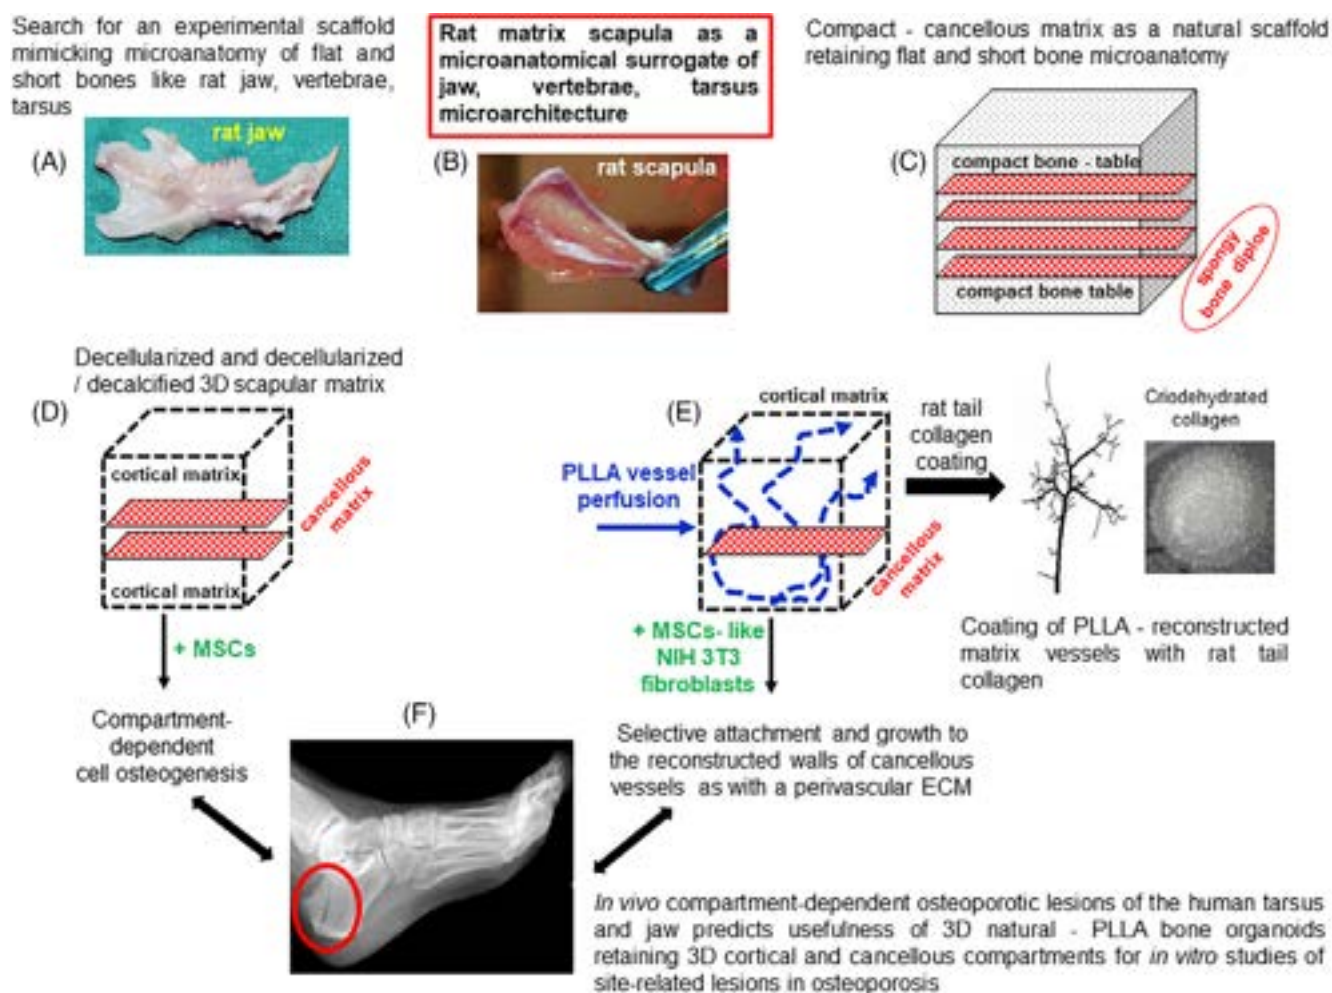 Search for an experimental scaffold
mimicking microanatomy of flat and
short bones like rat jaw, vertebrae,
tarsus
Rat matrix scapula as a
microanatomical surrogate of
jaw, vertebrae, tarsus
microarchitecture
Compact - cancellous matrix as a natural scaffold
retaining flat and short bone microanatomy
(A)
rat jaw
(B)
rat scapula
(C)
compact bone - table
compact bone table
spongy
bone diploe
Decellularized and decellularized
/ decalcified 3D scapular matrix
(D)
cortical matrix
cancellous
matrix
cortical matrix
+ MSCs
Compartment-
dependent
cell osteogenesis
(E)
cortical matrix
PLLA vessel
perfusion
cancellous
matrix
+ MSCs- like
NIH 3T3
fibroblasts
Selective attachment and growth to
the reconstructed walls of cancellous
vessels as with a perivascular ECM
rat tail
collagen
coating
Criodehydrated
collagen
Coating of PLLA - reconstructed
matrix vessels with rat tail
collagen
(F)
In vivo compartment-dependent osteoporotic lesions of the human tarsus
and jaw predicts usefulness of 3D natural - PLLA bone organoids
retaining 3D cortical and cancellous compartments for in vitro studies of
site-related lesions in osteoporosis